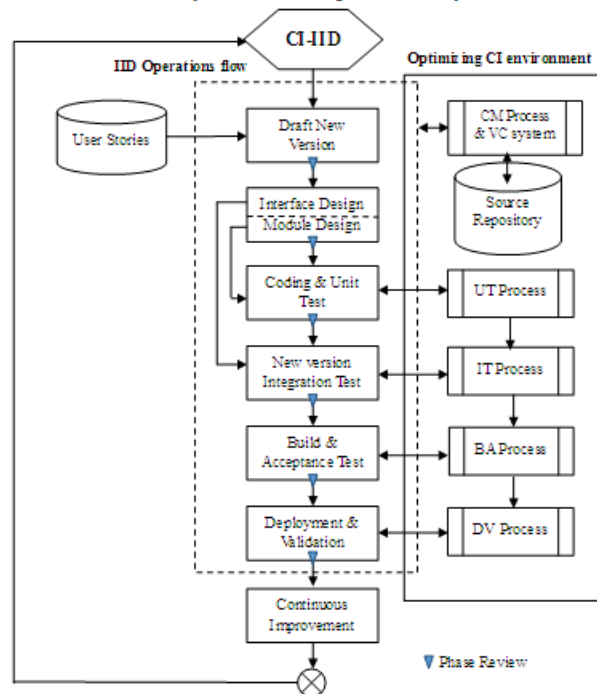 CI-IID
IID Operations flow
Optimizing CI environment
User Stories
Draft New
Version
CM Process
& VC system
Source
Repository
Interface Design
Module Design
Coding & Unit
Test
UT Process
New version
Integration Test
IT Process
Build &
Acceptance Test
BA Process
Deployment &
Validation
DV Process
Continuous
Improvement
Phase Review